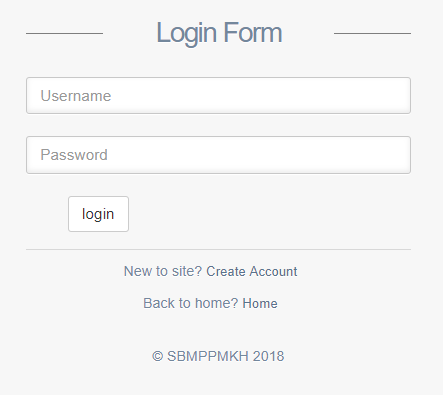 Login Form
Username
Password
login
New to site? Create Account
Back to home? Home
© SBMPPMKH 2018